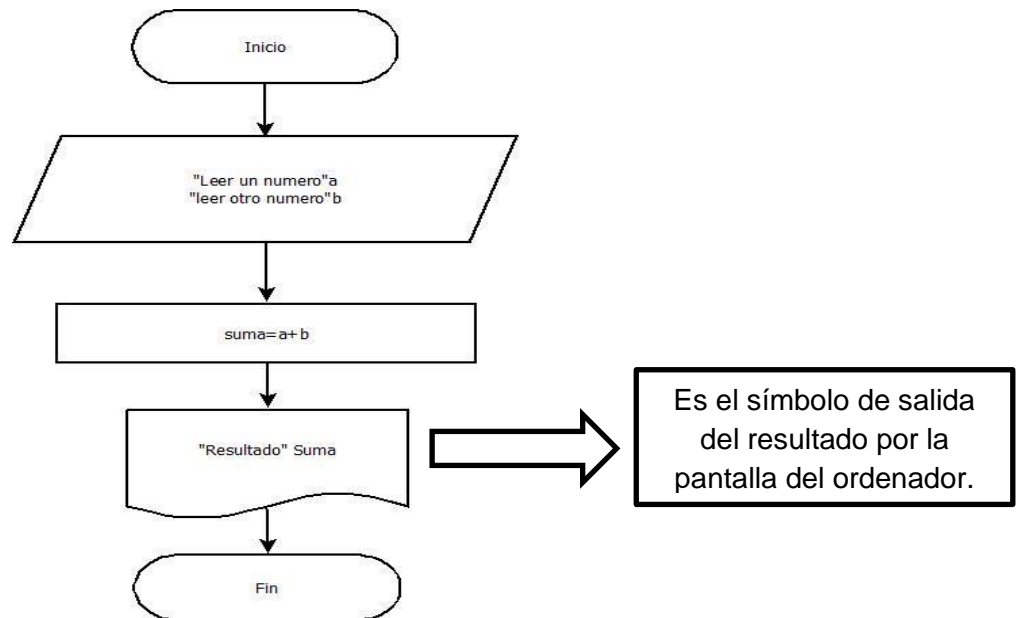 Inicio
"Leer un numero"a
"leer otro numero"b
suma=a+b
"Resultado" Suma
Es el símbolo de salida
del resultado por la
pantalla del ordenador.
Fin